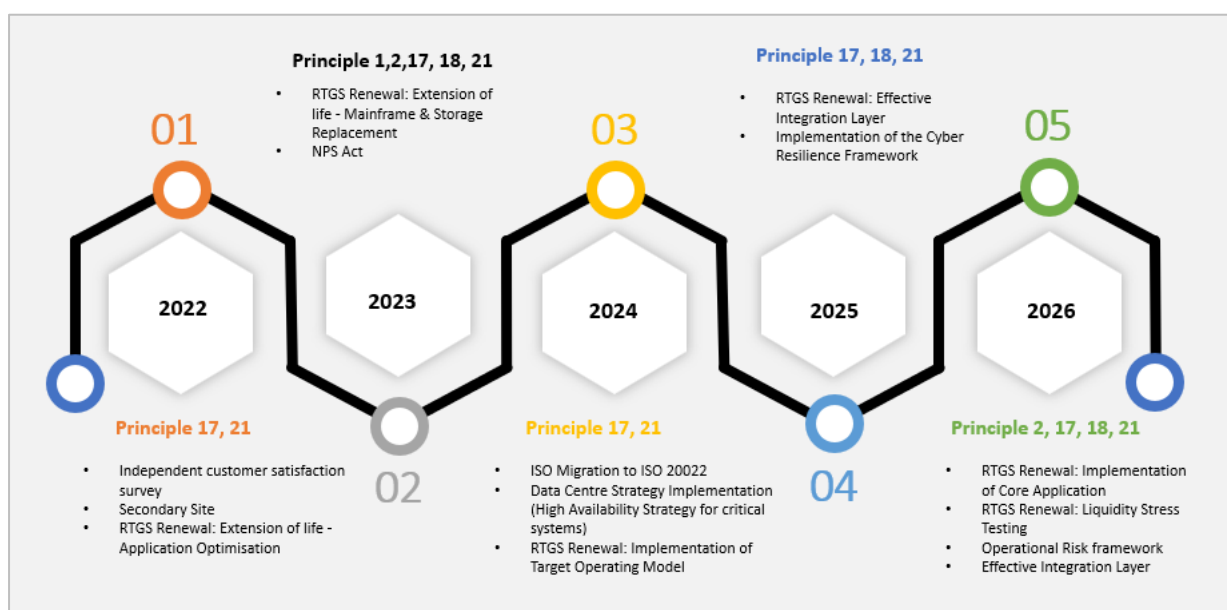 Principle 1,2,17, 18, 21
• RTGS Renewal: Extension of
life - Mainframe & Storage
Replacement
• NPS Act
Principle 17, 18, 21
• RTGS Renewal: Effective
Integration Layer
• Implementation of the Cyber
Resilience Framework
01
03
05
2022
2023
2024
2025
2026
Principle 17, 21
• Independent customer satisfaction
survey
• Secondary Site
• RTGS Renewal: Extension of life -
Application Optimisation
02
Principle 17, 21
• ISO Migration to ISO 20022
• Data Centre Strategy Implementation
(High Availability Strategy for critical
systems)
• RTGS Renewal: Implementation of
Target Operating Model
04
Principle 2, 17, 18, 21
• RTGS Renewal: Implementation
of Core Application
• RTGS Renewal: Liquidity Stress
Testing
• Operational Risk framework
• Effective Integration Layer